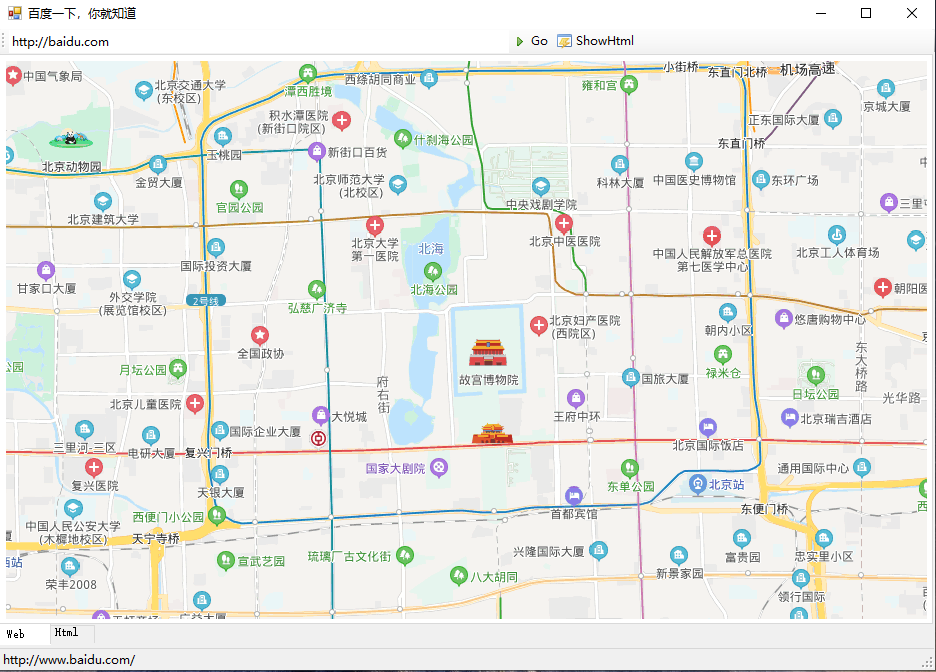 百度一下，你就知道
http://baidu.com
Go
ShowHtml
小街桥
东直门北桥
机场高速
中国气象局
西绦胡同商业
北京交通大学
(东校区)
潭西胜境
雍和宫
京城大厦
积水潭医院
(新街口院区)
正东国际大厦
什刹海公园
东直门桥
玉桃园
新街口百货
北京动物园
金贸大厦
北京师范大学
(北校区)
科林大厦
中国医史博物馆
东环广场
官园公园
中央戏剧学院
三里屯
北京建筑大学
北京大学
第一医院
北京中医医院
北海
中国人民解放军总医院
第七医学中心
北京工人体育场
国际投资大厦
甘家口大厦
北海公园
朝阳医
外交学院
(展览馆校区)
2号线
弘慈广济寺
北京妇产医院
(西院区)
朝内小区
悠唐购物中心
全国政协
公园
月坛公园
故宫博物院
国旅大厦
禄米仓
东大桥路
日坛公园
府右街
光华路
北京儿童医院
大悦城
王府中环
北京瑞吉酒店
三里河-三区
电研大厦
复兴门桥
国际企业大厦
北京国际饭店
复兴医院
国家大剧院
通用国际中心
天银大厦
东单公园
北京站
首都宾馆
西便门小公园
东便门桥
中国人民公安大学
(木樨地校区)
天宁寺桥
琉璃厂古文化街
兴隆国际大厦
富贵园
忠实里小区
宣武艺园
八大胡同
新景家园
荣丰2008
领行国际
Web
Html
http://www.baidu.com/